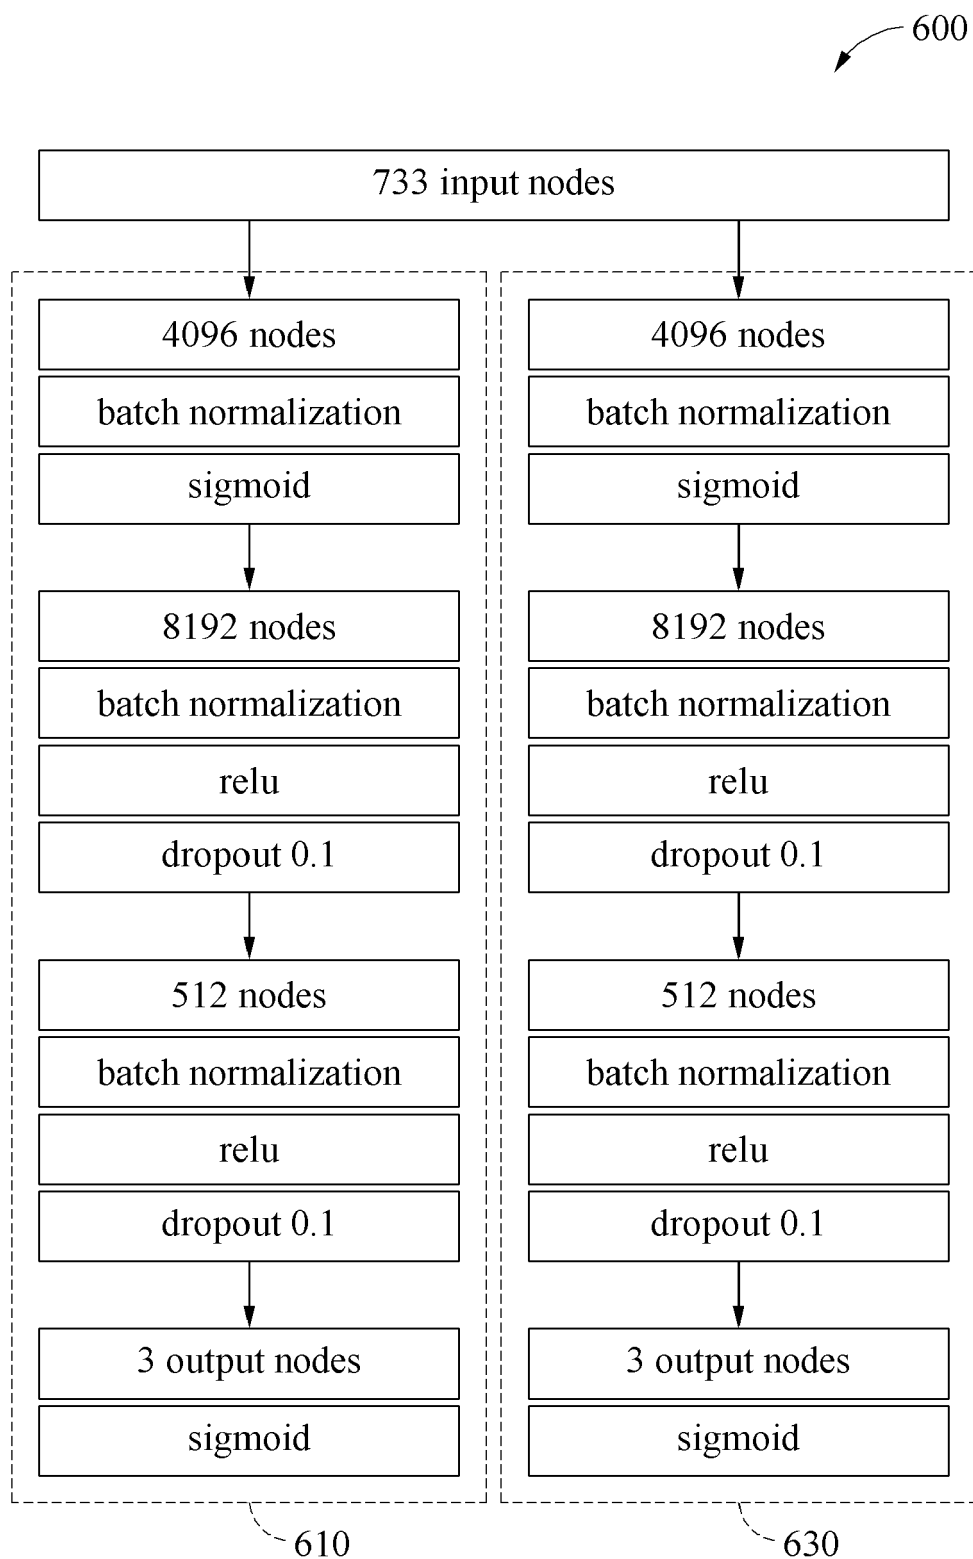 600
733 input nodes
4096 nodes
batch normalization
sigmoid
8192 nodes
batch normalization
relu
dropout 0.1
512 nodes
batch normalization
relu
dropout 0.1
3 output nodes
sigmoid
610
4096 nodes
batch normalization
sigmoid
8192 nodes
batch normalization
relu
dropout 0.1
512 nodes
batch normalization
relu
dropout 0.1
3 output nodes
sigmoid
630